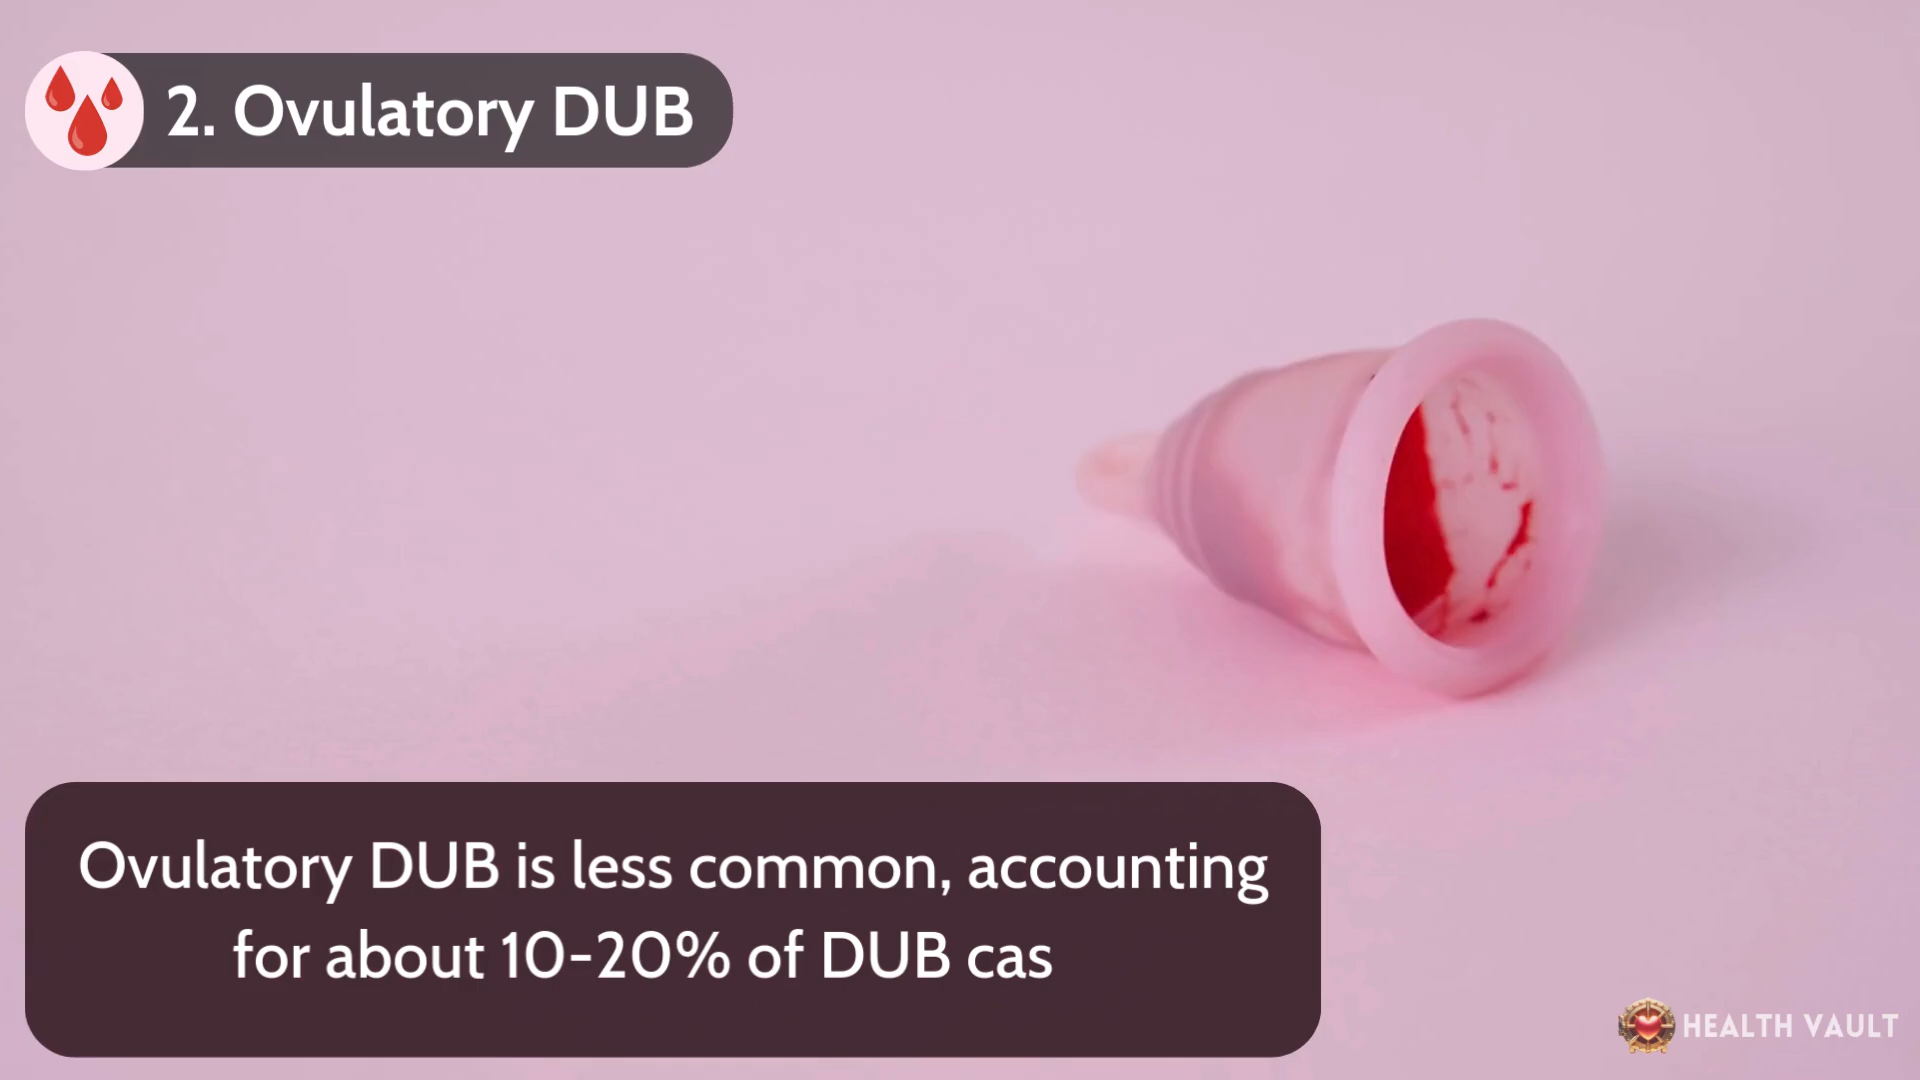 2. Ovulatory DUB
Ovulatory DUB is less common, accounting
for about 10-20% of DUB cas
HEALTH VAULT